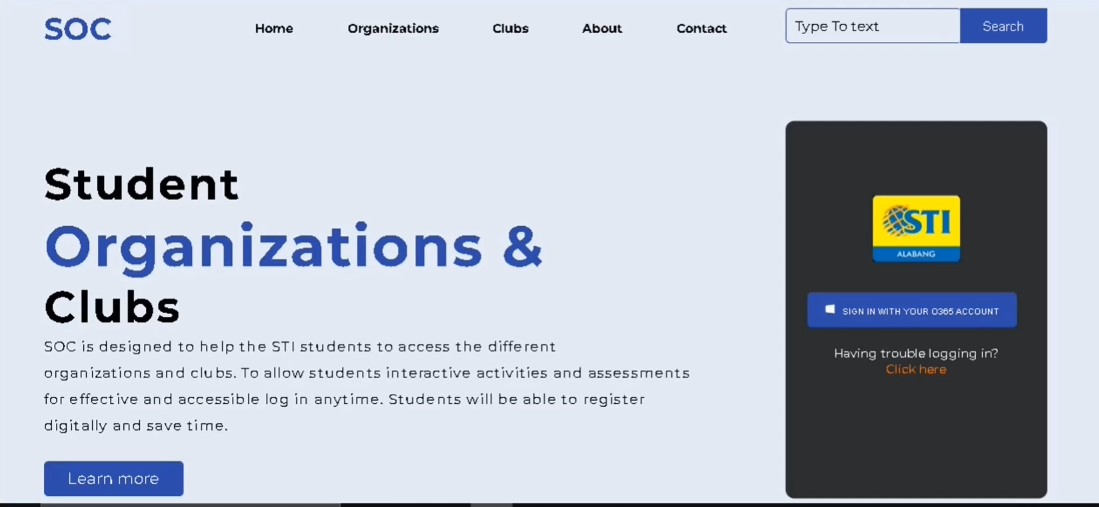 SOC
Home Organizations Clubs About Contact
Type To text Search
Student
Organizations &
Clubs
SOC is designed to help the STI students to access the different
organizations and clubs. To allow students interactive activities and assessments
for effective and accessible log in anytime. Students will be able to register
digitally and save time.
Learn more
STI
ALABANG
SIGN IN WITH YOUR O365 ACCOUNT
Having trouble logging in?
Click here